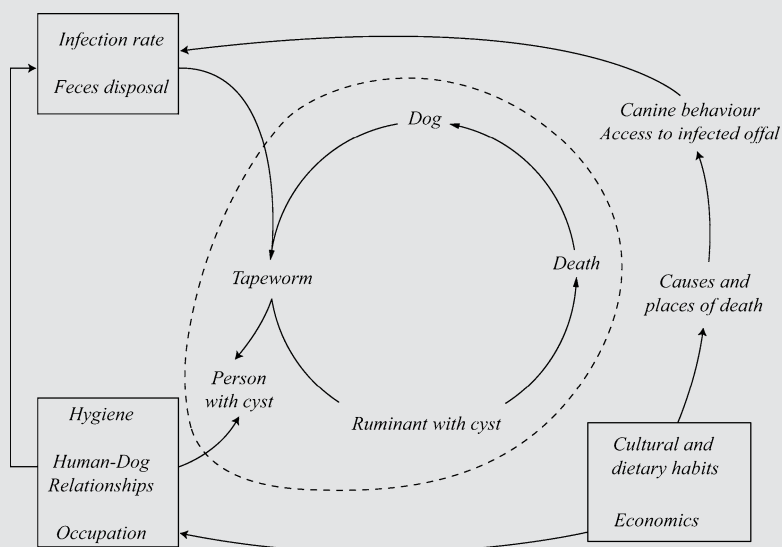 Infection rate
Feces disposal
Canine behaviour
Access to infected offal
Dog
Tapeworm
Death
Causes and
places of death
Person
with cyst
Ruminant with cyst
Hygiene
Human-Dog
Relationships
Occupation
Cultural and
dietary habits
Economics